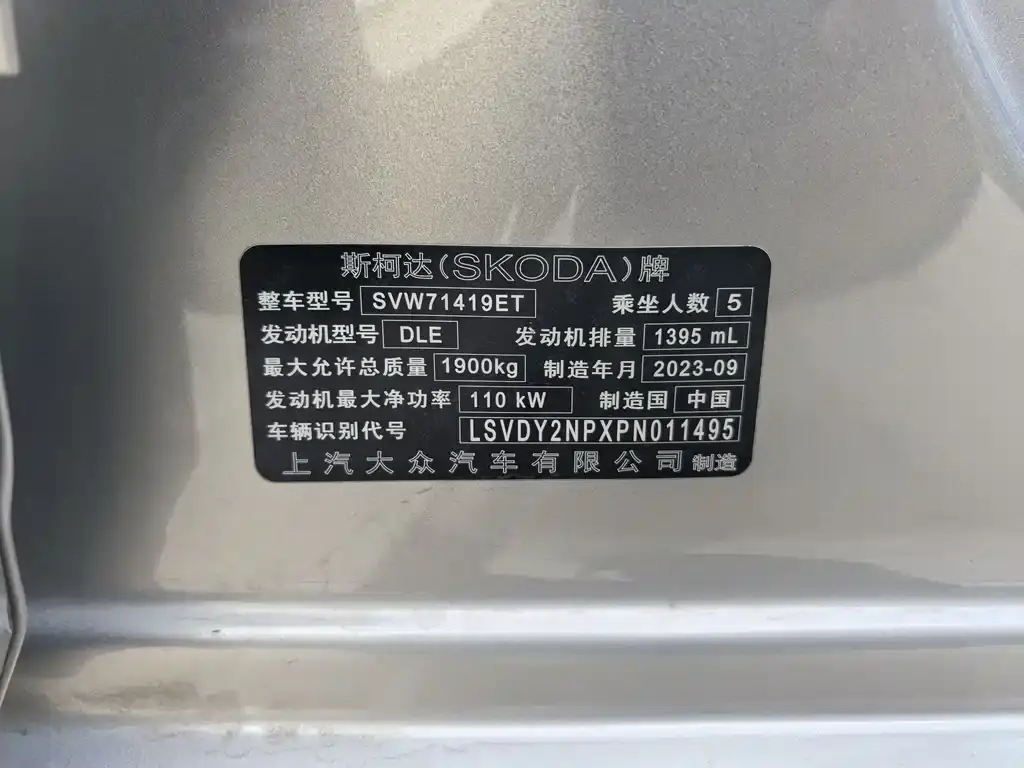 斯柯达(SKODA)牌
整车型号 SVW71419ET 乘坐人数 5
发动机型号 DLE 发动机排量 1395 mL
最大允许总质量 1900kg 制造年月 2023-09
发动机最大净功率 110 kW 制造国 中国
车辆识别代号 LSVDY2NPXPN011495
上汽大众汽车有限公司 制造